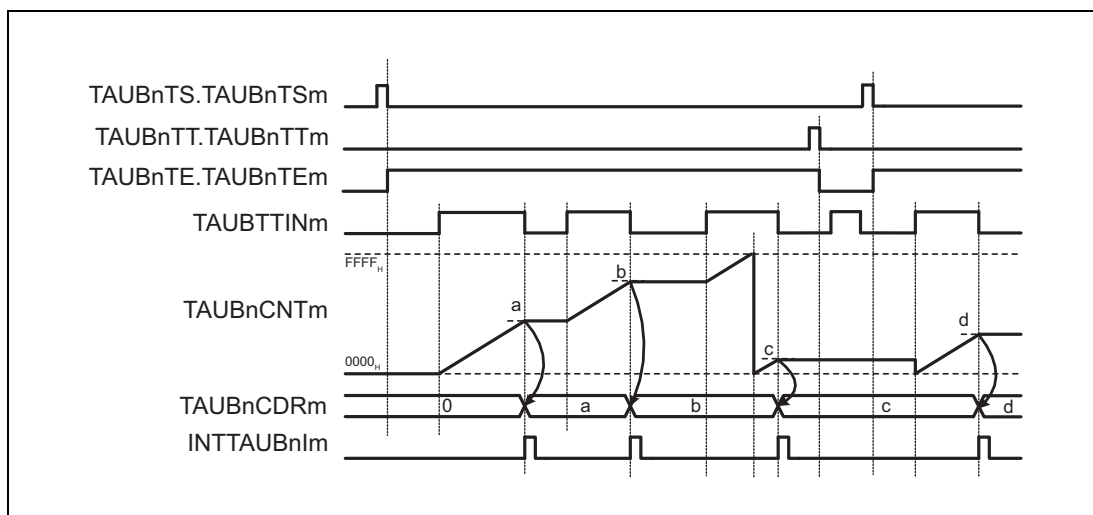 TAUBnTS.TAUBnTSm
TAUBnTT.TAUBnTTm
TAUBnTE.TAUBnTEm
TAUBTTINm
FFFFH
TAUBnCNTm
a
b
c
d
0000H
TAUBnCDRm
0
a
b
c
d
INTTAUBnIm